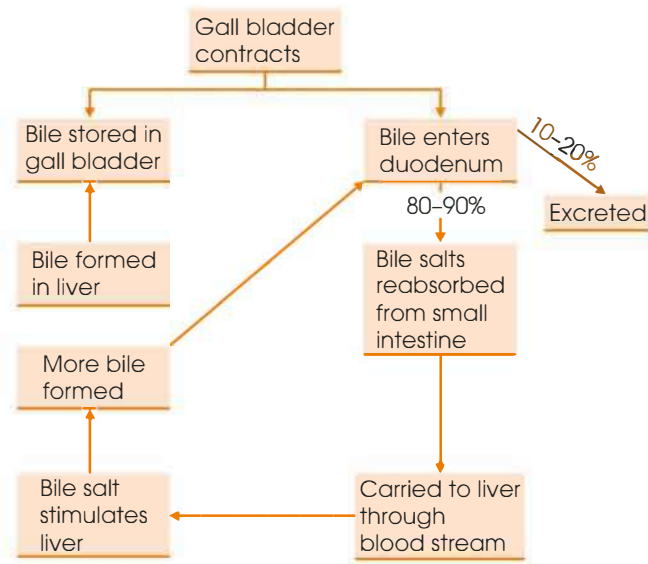 Gall bladder
contracts
Bile stored in
gall bladder
Bile enters
duodenum
10–20%
80–90%
Excreted
Bile formed
in liver
Bile salts
reabsorbed
from small
intestine
More bile
formed
Bile salt
stimulates
liver
Carried to liver
through
blood stream